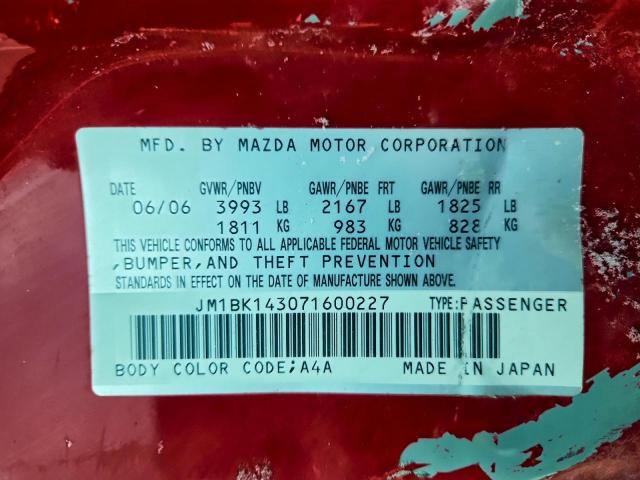 MFD. BY MAZDA MOTOR CORPORATION
DATE GVWR/PNBV GAWR/PNBE FRT GAWR/PNBE RR
06/06 3993 LB 2167 LB 1825 LB
1811 KG 983 KG 828 KG
THIS VEHICLE CONFORMS TO ALL APPLICABLE FEDERAL MOTOR VEHICLE SAFETY
,BUMPER,AND THEFT PREVENTION
STANDARDS IN EFFECT ON THE DATE OF MANUFACTURE SHOWN ABOVE.
JM1BK143071600227 TYPE:PASSENGER
BODY COLOR CODE;A4A MADE IN JAPAN